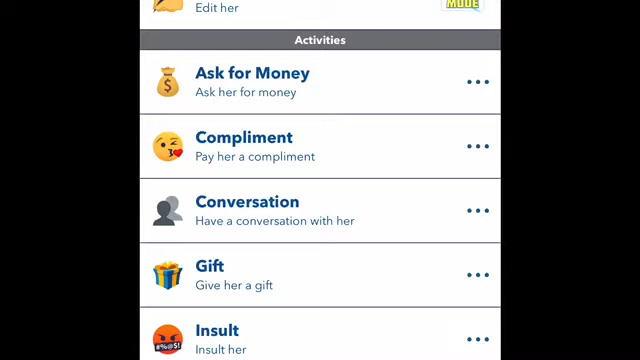 Edit her
MODE
Activities
Ask for Money
Ask her for money
Compliment
Pay her a compliment
Conversation
Have a conversation with her
Gift
Give her a gift
#%@$!
Insult
Insult her